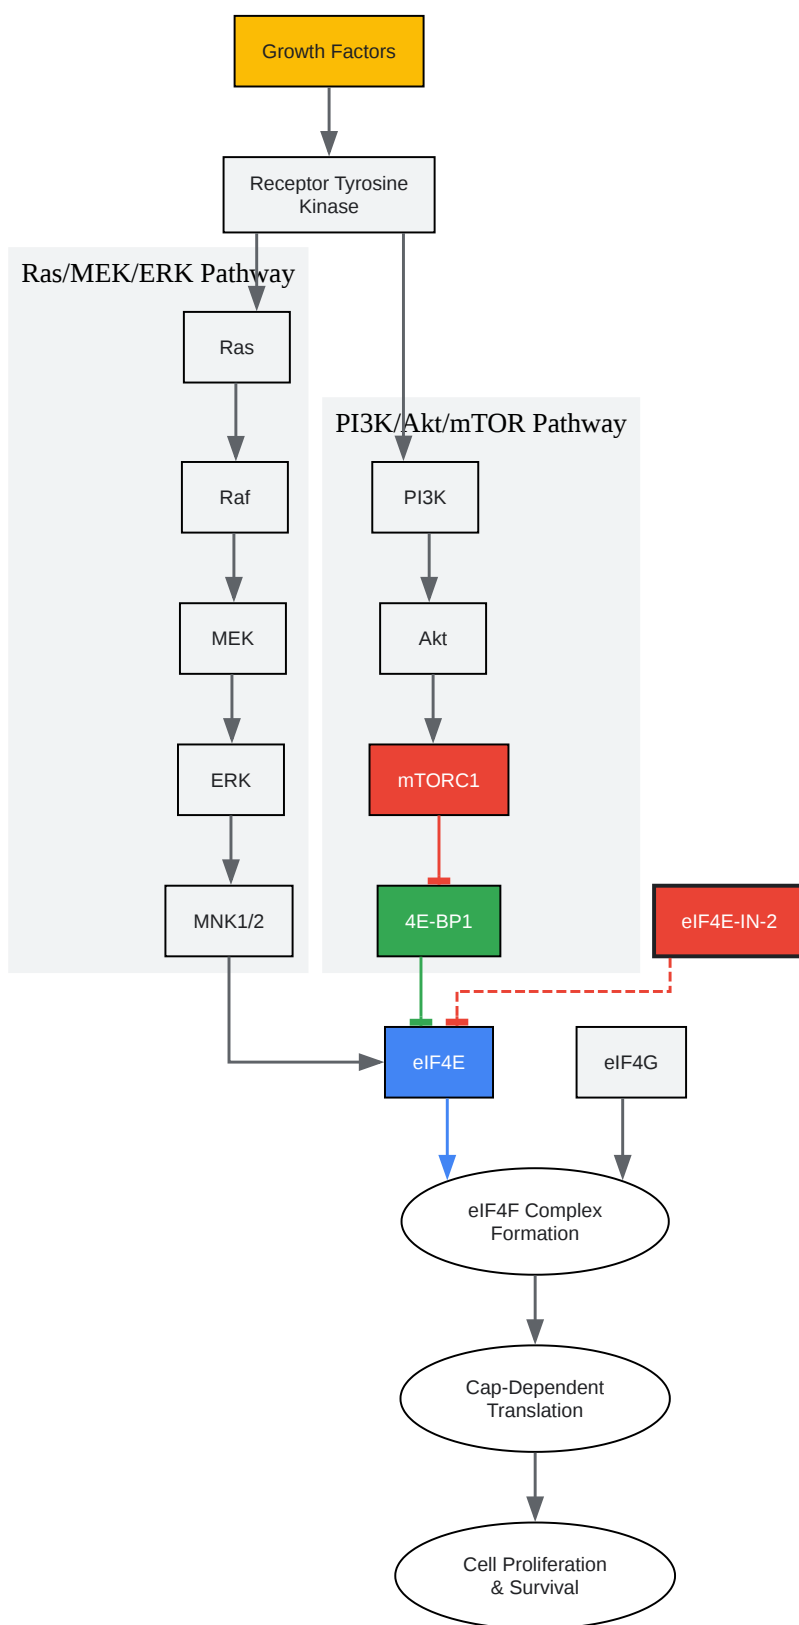 Growth Factors
Receptor Tyrosine
Kinase
Ras/MEK/ERK Pathway
Ras
PI3K/Akt/mTOR Pathway
Raf
PI3K
MEK
Akt
ERK
mTORC1
MNK1/2
4E-BP1
eIF4E-IN-2
eIF4E
eIF4G
eIF4F Complex
Formation
Cap-Dependent
Translation
Cell Proliferation
& Survival